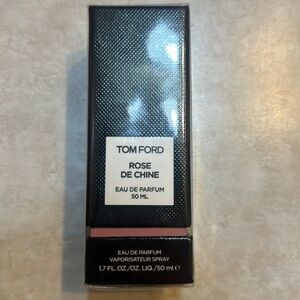 TOM FORD
ROSE
DE CHINE
EAU DE PARFUM
50 ML
EAU DE PARFUM
VAPORISATEUR SPRAY
1.7 FL. OZ./OZ. LIQ./50 ml ℮